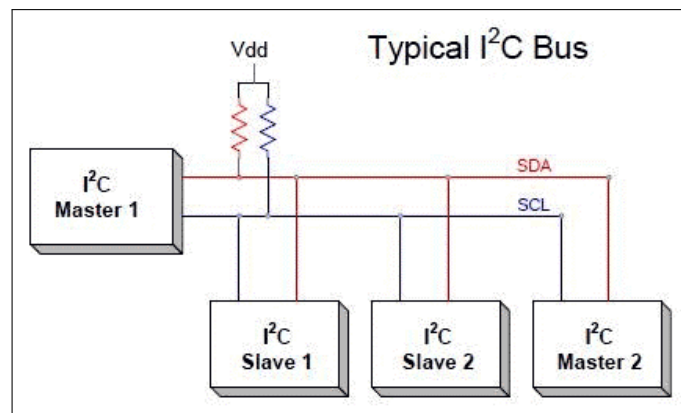 Typical I²C Bus
Vdd
I²C
Master 1
SDA
SCL
I²C
Slave 1
I²C
Slave 2
I²C
Master 2